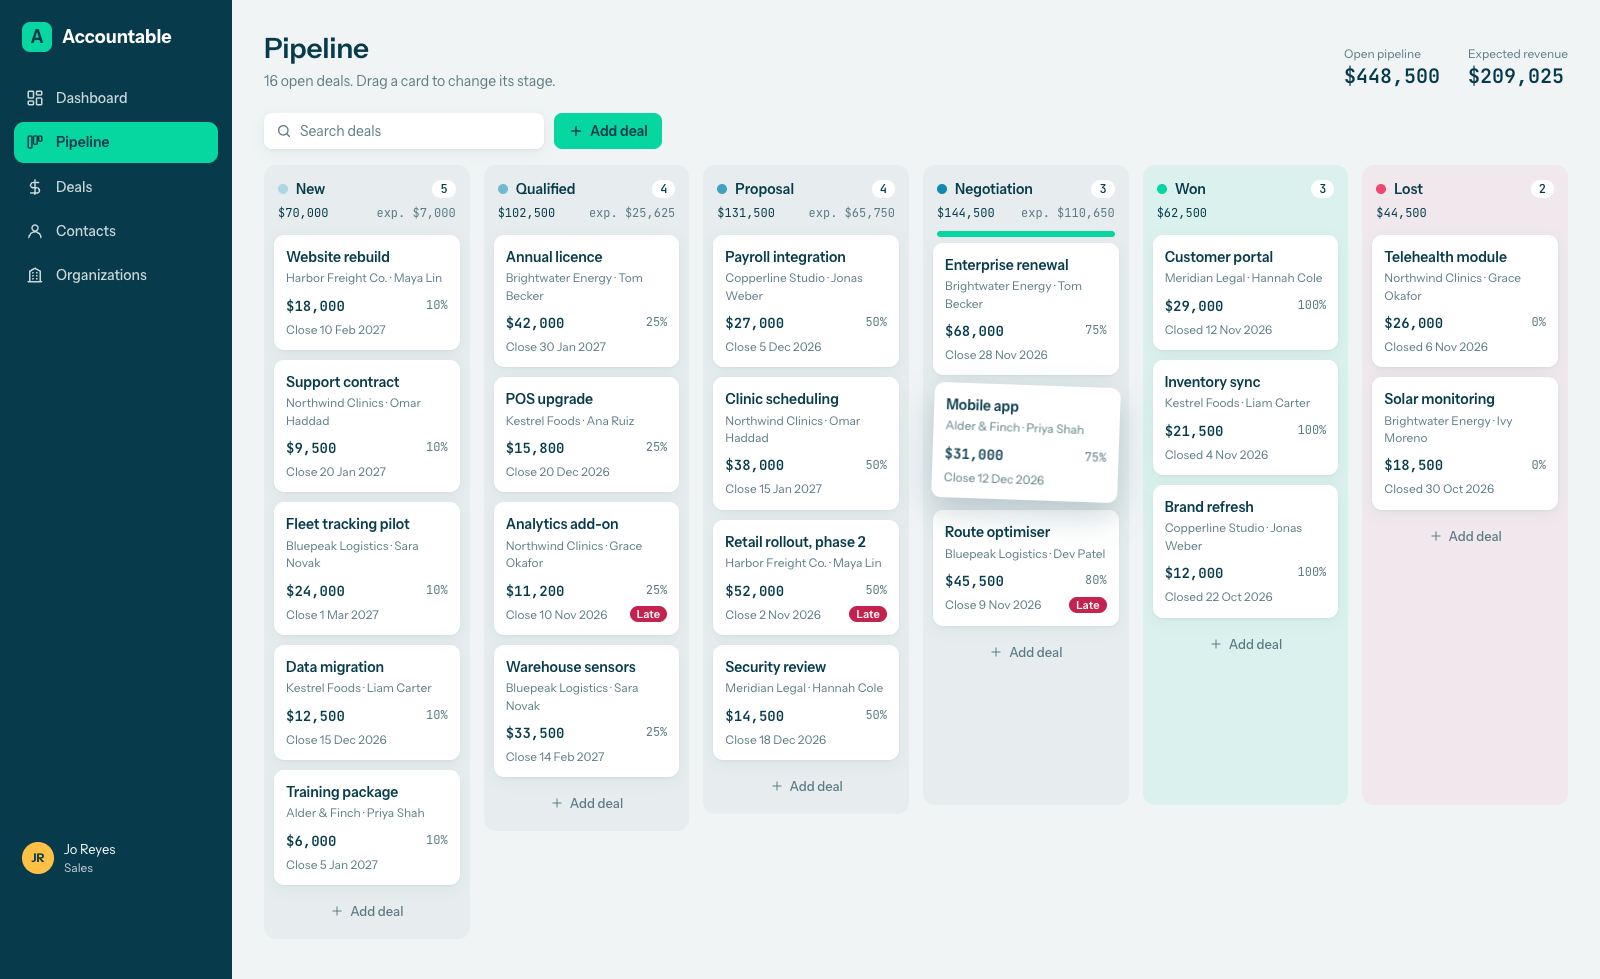 A Accountable
Dashboard
Pipeline
Deals
Contacts
Organizations
JR
Jo Reyes
Sales
Pipeline
16 open deals. Drag a card to change its stage.
Open pipeline
$448,500
Expected revenue
$209,025
Search deals
+ Add deal
New 5
$70,000 exp. $7,000
Website rebuild
Harbor Freight Co. · Maya Lin
$18,000 10%
Close 10 Feb 2027
Support contract
Northwind Clinics · Omar
Haddad
$9,500 10%
Close 20 Jan 2027
Fleet tracking pilot
Bluepeak Logistics · Sara
Novak
$24,000 10%
Close 1 Mar 2027
Data migration
Kestrel Foods · Liam Carter
$12,500 10%
Close 15 Dec 2026
Training package
Alder & Finch · Priya Shah
$6,000 10%
Close 5 Jan 2027
+ Add deal
Qualified 4
$102,500 exp. $25,625
Annual licence
Brightwater Energy · Tom
Becker
$42,000 25%
Close 30 Jan 2027
POS upgrade
Kestrel Foods · Ana Ruiz
$15,800 25%
Close 20 Dec 2026
Analytics add-on
Northwind Clinics · Grace
Okafor
$11,200 25%
Close 10 Nov 2026 Late
Warehouse sensors
Bluepeak Logistics · Sara
Novak
$33,500 25%
Close 14 Feb 2027
+ Add deal
Proposal 4
$131,500 exp. $65,750
Payroll integration
Copperline Studio · Jonas
Weber
$27,000 50%
Close 5 Dec 2026
Clinic scheduling
Northwind Clinics · Omar
Haddad
$38,000 50%
Close 15 Jan 2027
Retail rollout, phase 2
Harbor Freight Co. · Maya Lin
$52,000 50%
Close 2 Nov 2026 Late
Security review
Meridian Legal · Hannah Cole
$14,500 50%
Close 18 Dec 2026
+ Add deal
Negotiation 3
$144,500 exp. $110,650
Enterprise renewal
Brightwater Energy · Tom
Becker
$68,000 75%
Close 28 Nov 2026
Mobile app
Alder & Finch · Priya Shah
$31,000 75%
Close 12 Dec 2026
Route optimiser
Bluepeak Logistics · Dev Patel
$45,500 80%
Close 9 Nov 2026 Late
+ Add deal
Won 3
$62,500
Customer portal
Meridian Legal · Hannah Cole
$29,000 100%
Closed 12 Nov 2026
Inventory sync
Kestrel Foods · Liam Carter
$21,500 100%
Closed 4 Nov 2026
Brand refresh
Copperline Studio · Jonas
Weber
$12,000 100%
Closed 22 Oct 2026
+ Add deal
Lost 2
$44,500
Telehealth module
Northwind Clinics · Grace
Okafor
$26,000 0%
Closed 6 Nov 2026
Solar monitoring
Brightwater Energy · Ivy
Moreno
$18,500 0%
Closed 30 Oct 2026
+ Add deal